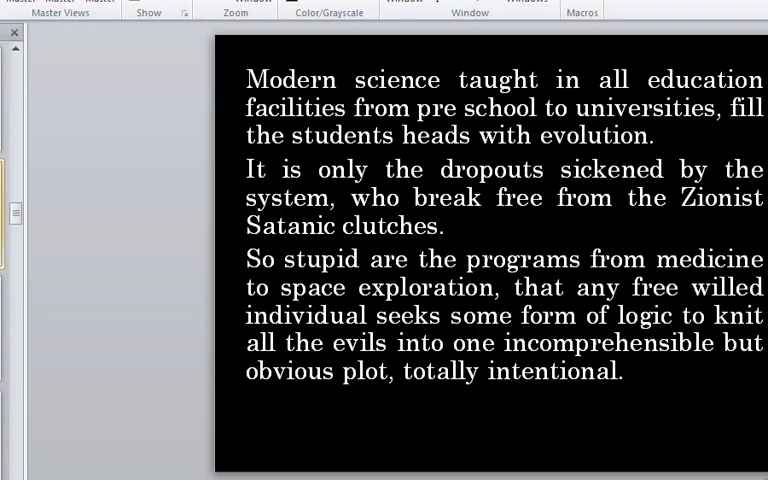 Master Views
Show
Zoom
Color/Grayscale
Window
Macros
Modern science taught in all education
facilities from pre school to universities, fill
the students heads with evolution.
It is only the dropouts sickened by the
system, who break free from the Zionist
Satanic clutches.
So stupid are the programs from medicine
to space exploration, that any free willed
individual seeks some form of logic to knit
all the evils into one incomprehensible but
obvious plot, totally intentional.